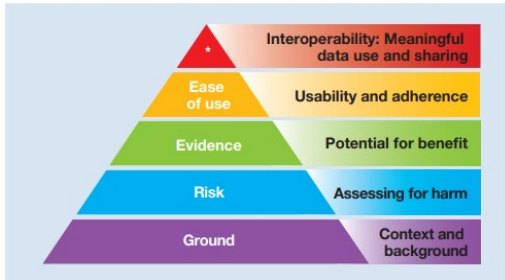 *
Interoperability: Meaningful
data use and sharing
Ease
of use
Usability and adherence
Evidence
Potential for benefit
Risk
Assessing for harm
Ground
Context and
background